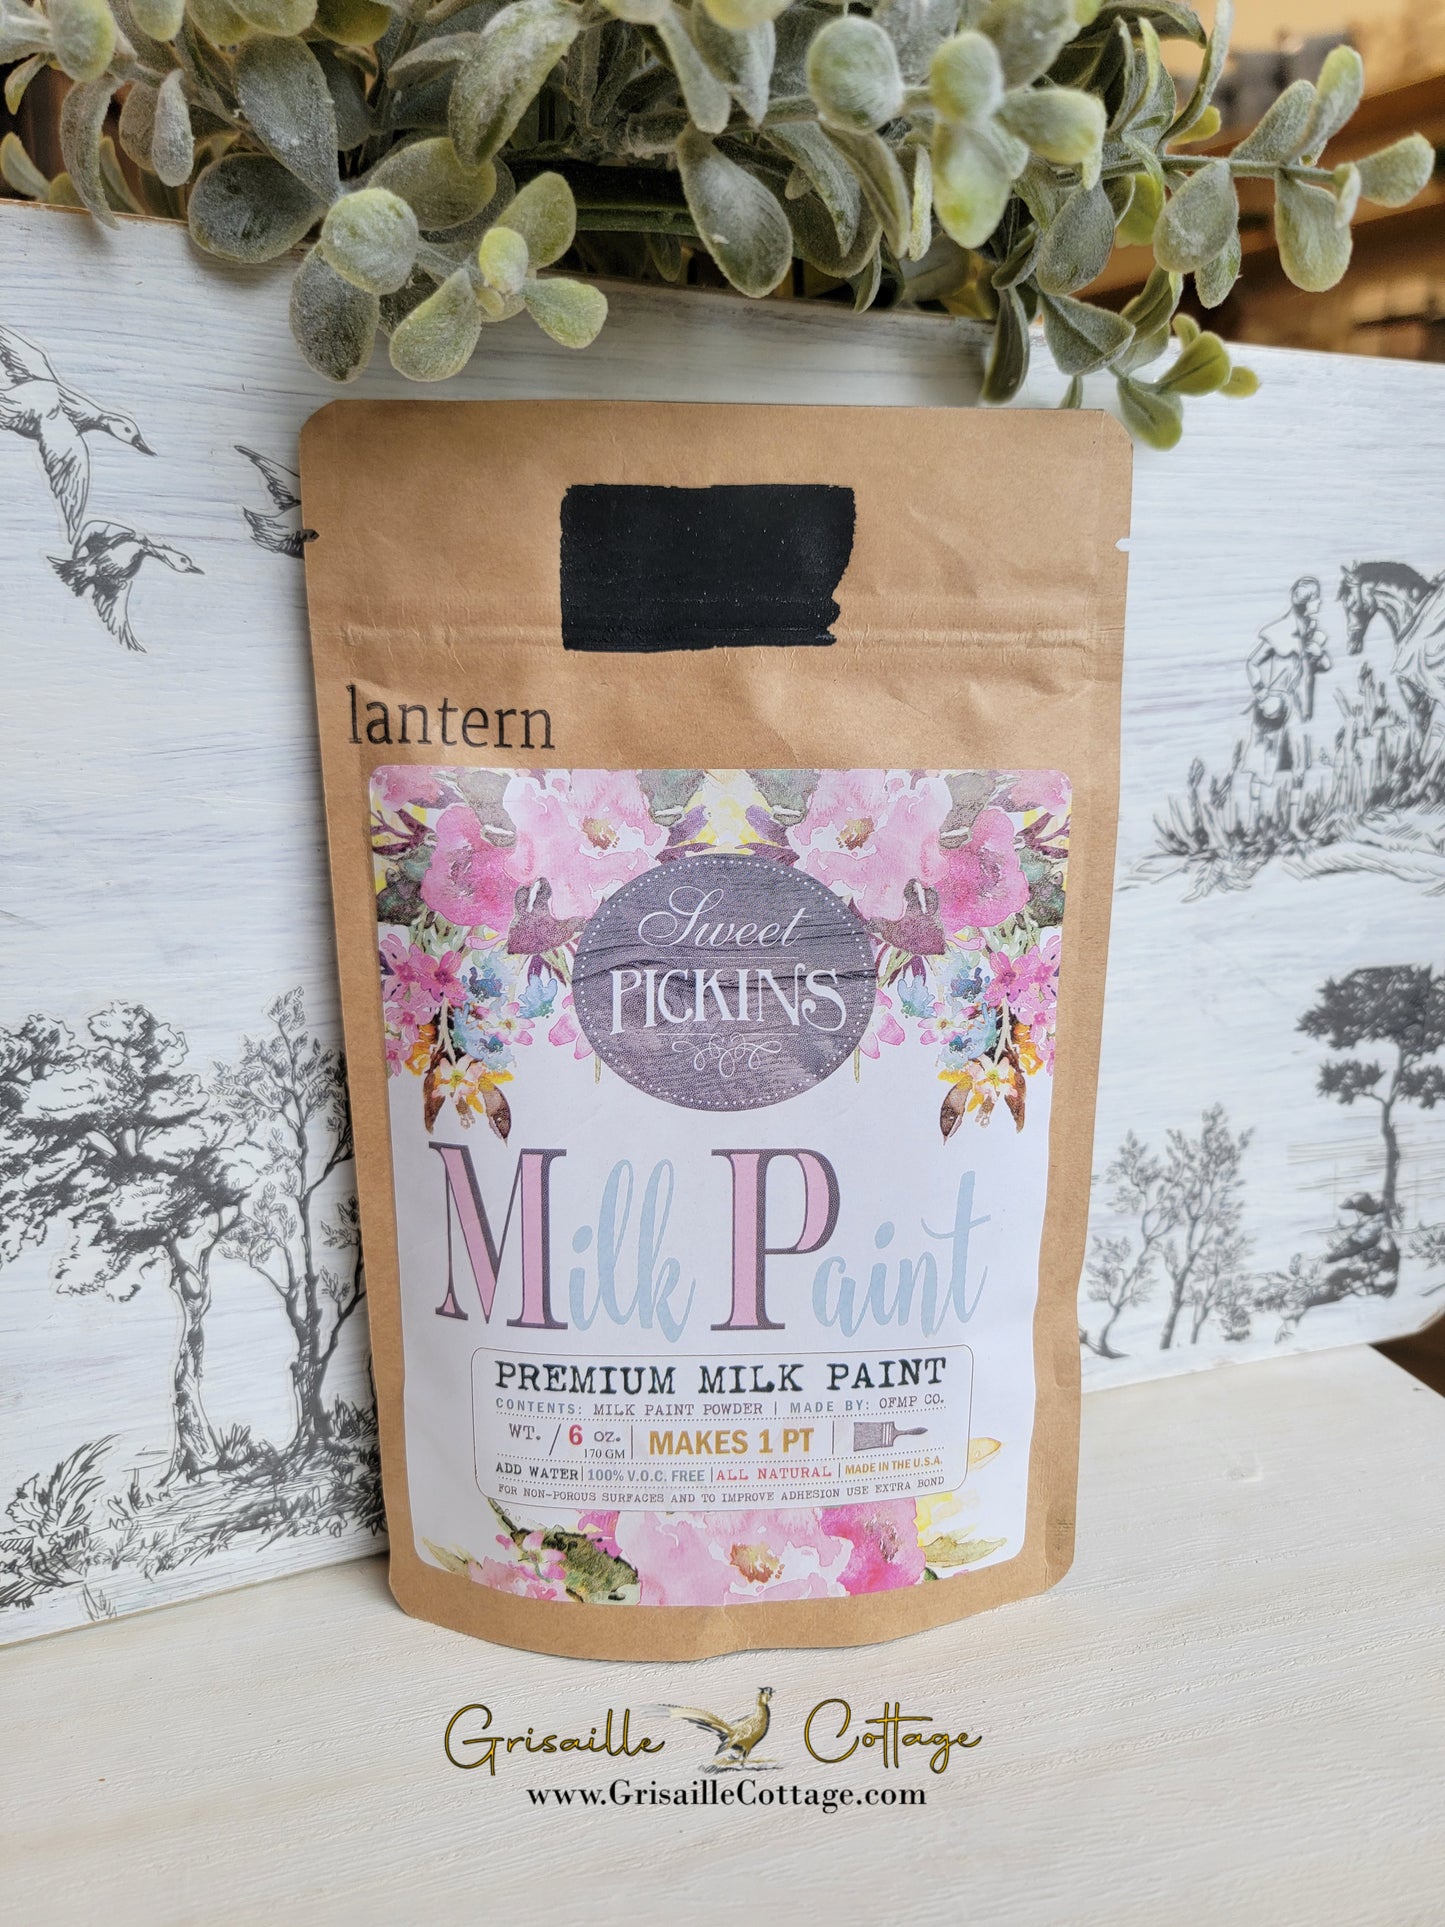 lantern
Sweet
PICKINS
Milk Paint
PREMIUM MILK PAINT
CONTENTS: MILK PAINT POWDER | MADE BY: OFMP CO.
WT. / 6 OZ. | MAKES 1 PT |
170 GM
ADD WATER | 100% V.O.C. FREE | ALL NATURAL | MADE IN THE U.S.A.
FOR NON-POROUS SURFACES AND TO IMPROVE ADHESION USE EXTRA BOND
Grisaille Cottage
www.GrisailleCottage.com